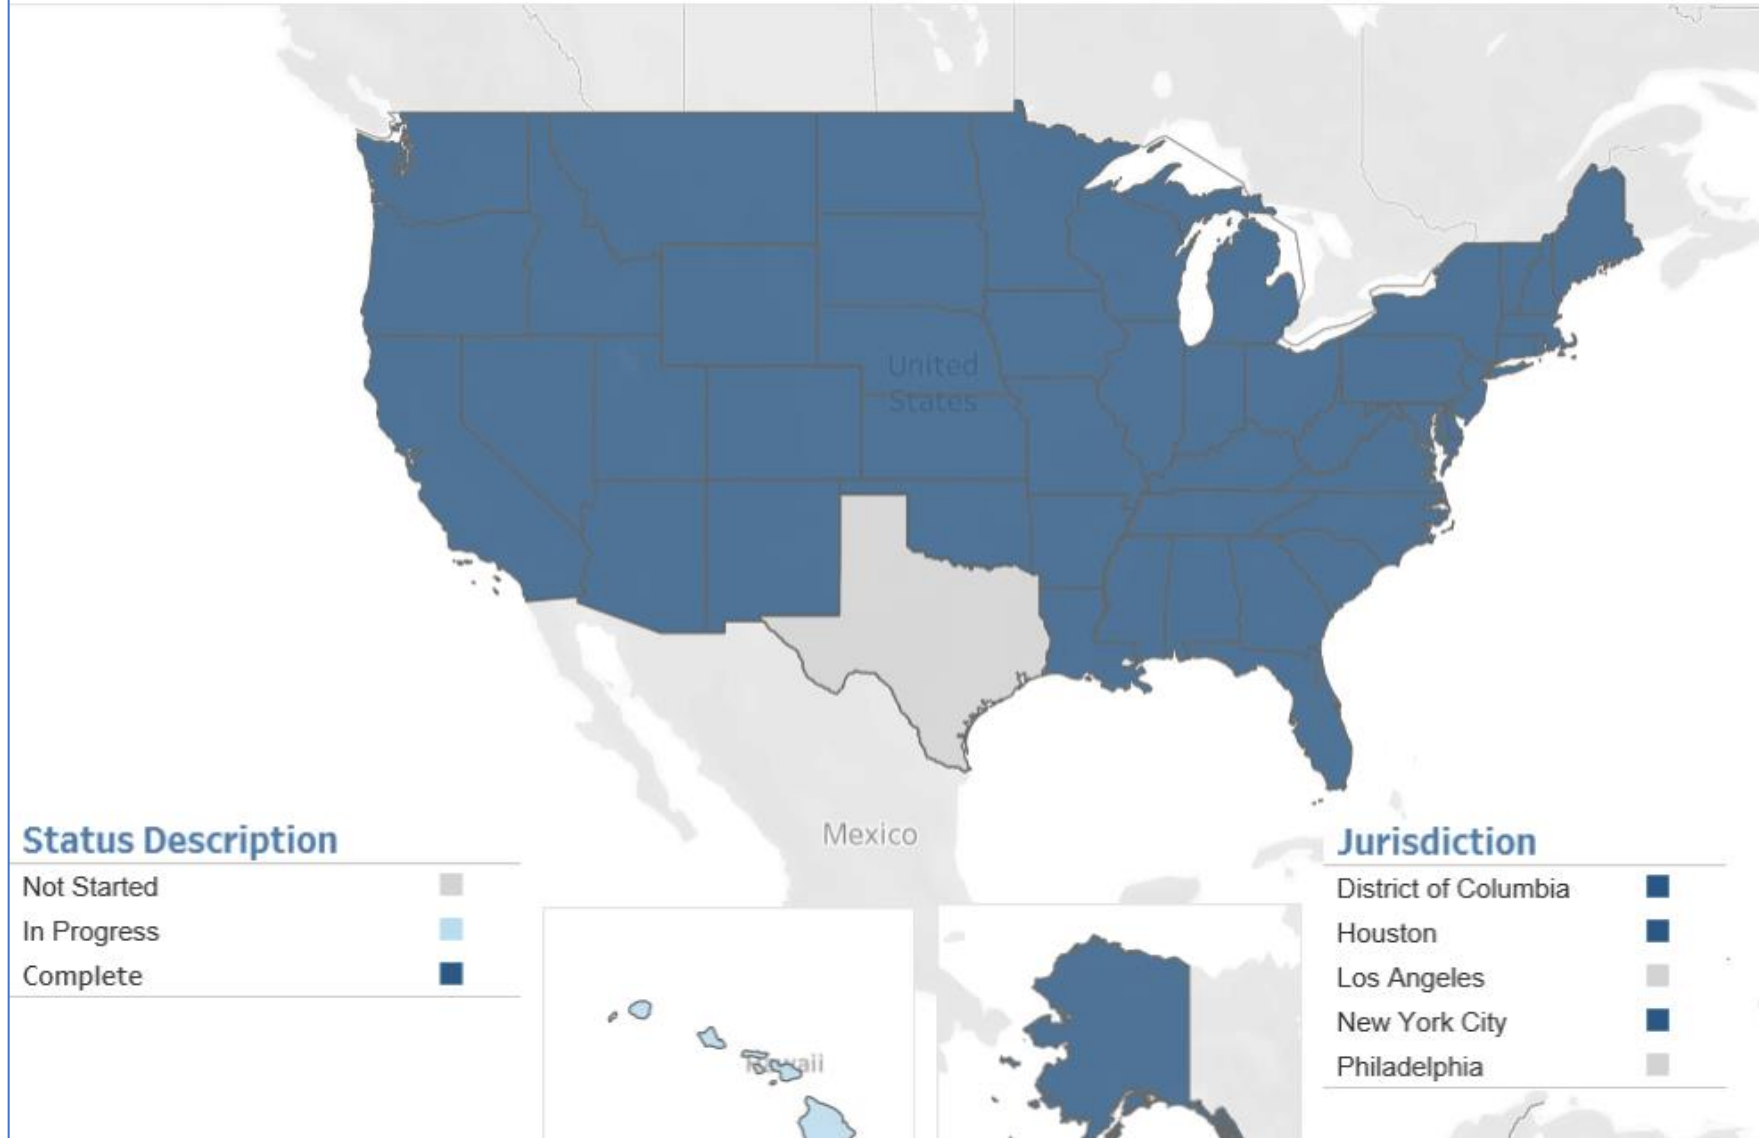 United
States
Mexico
Status Description
Not Started
In Progress
Complete
Hawaii
Jurisdiction
District of Columbia
Houston
Los Angeles
New York City
Philadelphia